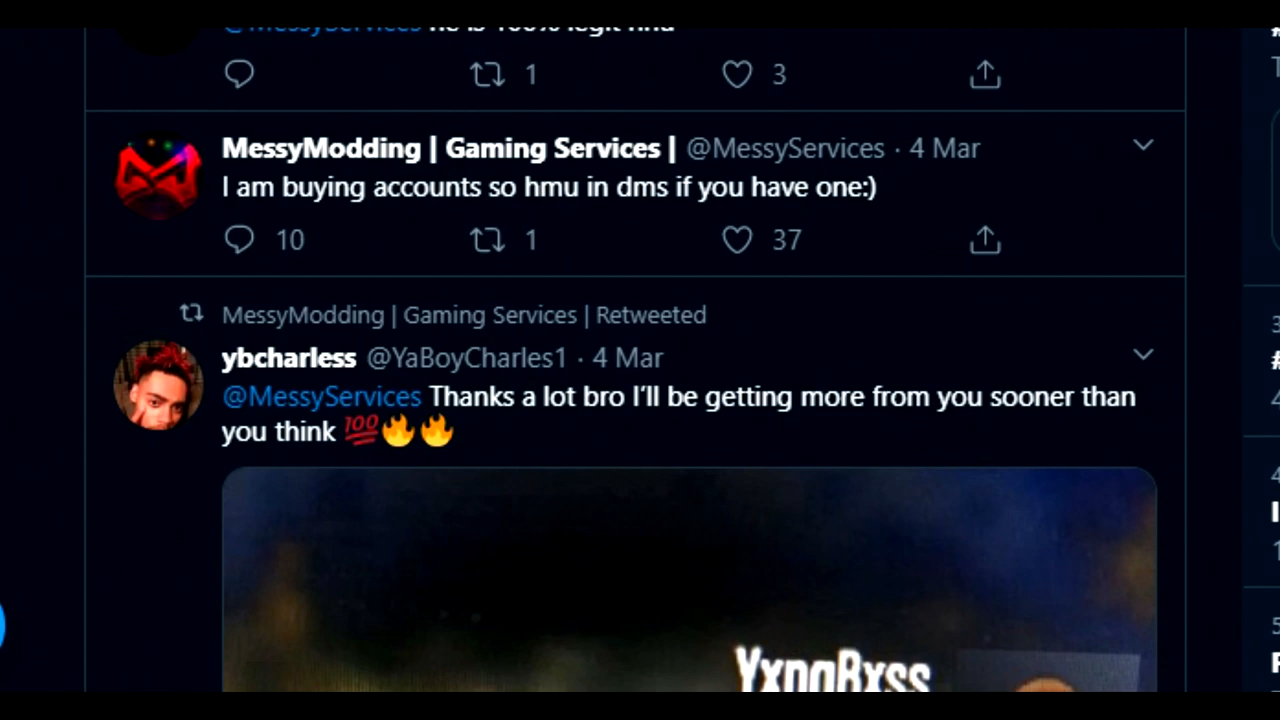 1
3
MessyModding | Gaming Services | @MessyServices · 4 Mar
I am buying accounts so hmu in dms if you have one:)
10
1
37
MessyModding | Gaming Services | Retweeted
ybcharless @YaBoyCharles1 · 4 Mar
@MessyServices Thanks a lot bro I’ll be getting more from you sooner than
you think 💯🔥🔥
YxngBxss